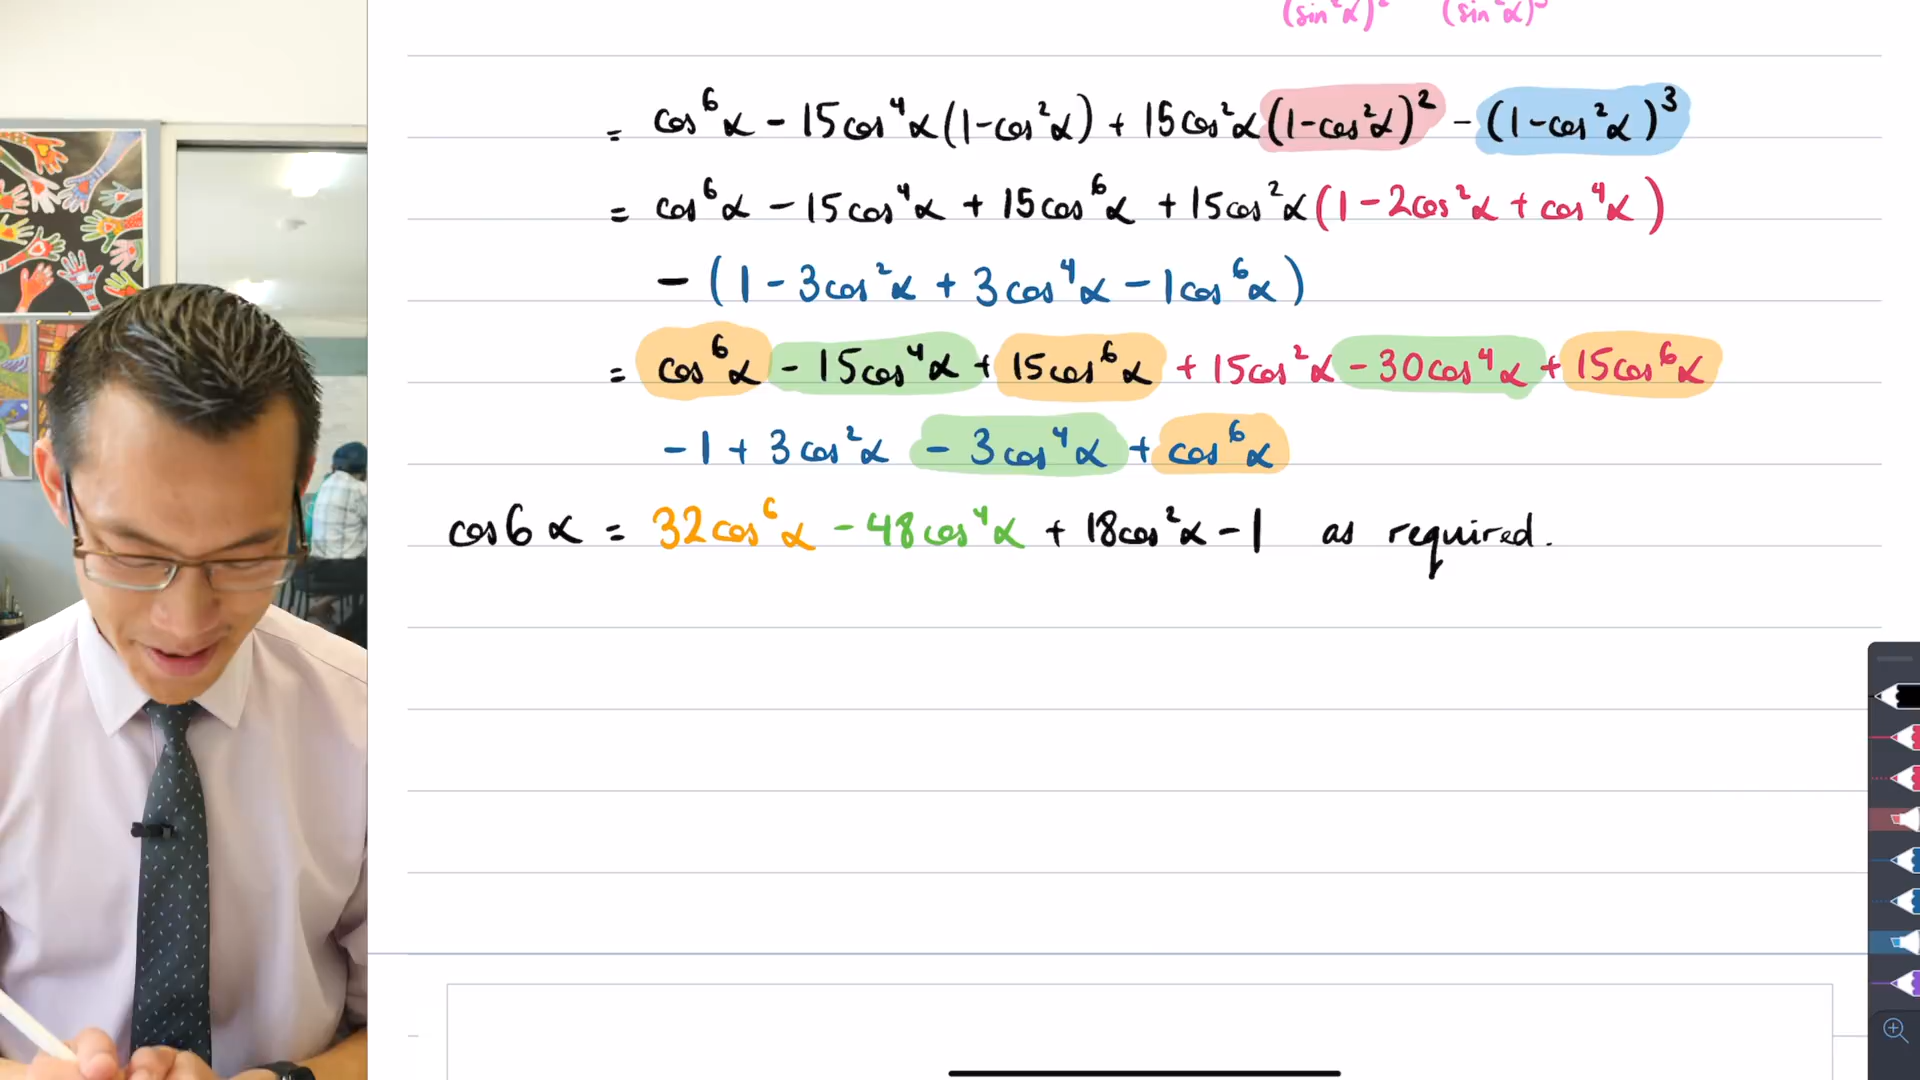 (sin²α)² (sin²α)³
= cos⁶α - 15cos⁴α(1-cos²α) + 15cos²α(1-cos²α)² - (1-cos²α)³
= cos⁶α - 15cos⁴α + 15cos⁶α + 15cos²α(1-2cos²α + cos⁴α)
- (1 - 3cos²α + 3cos⁴α - 1cos⁶α)
= cos⁶α - 15cos⁴α + 15cos⁶α + 15cos²α - 30cos⁴α + 15cos⁶α
- 1 + 3cos²α - 3cos⁴α + cos⁶α
cos6α = 32cos⁶α - 48cos⁴α + 18cos²α - 1 as required.